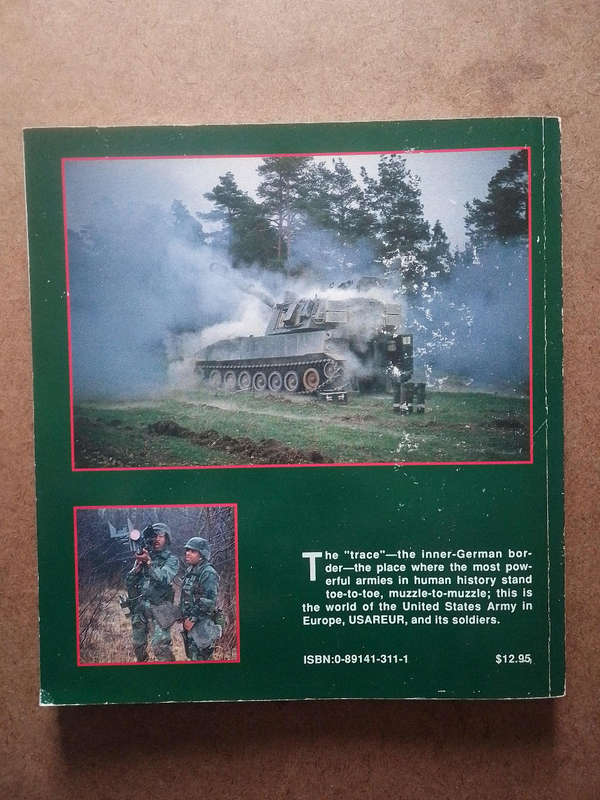 The "trace"—the inner-German bor-
der—the place where the most pow-
erful armies in human history stand
toe-to-toe, muzzle-to-muzzle; this is
the world of the United States Army in
Europe, USAREUR, and its soldiers.
ISBN:0-89141-311-1 $12.95